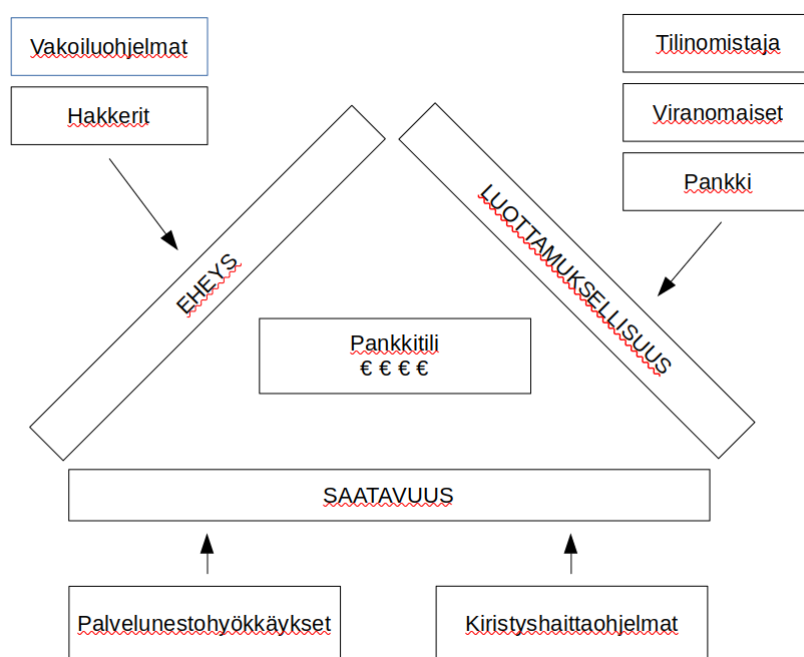 Vakoiluohjelmat
Hakkerit
Tilinomistaja
Viranomaiset
Pankki
EHEYS
LUOTTAMUKSELLISUUS
Pankkitili
€ € € €
SAATAVUUS
Palvelunestohyökkäykset
Kiristyshaittaohjelmat